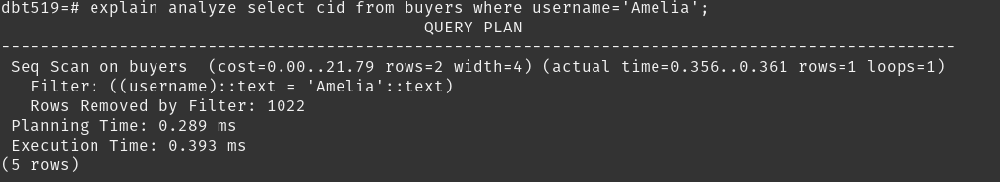 dbt519=# explain analyze select cid from buyers where username='Amelia';
QUERY PLAN
-------------------------------------------------------------------------------------------------
Seq Scan on buyers  (cost=0.00..21.79 rows=2 width=4) (actual time=0.356..0.361 rows=1 loops=1)
Filter: ((username)::text = 'Amelia'::text)
Rows Removed by Filter: 1022
Planning Time: 0.289 ms
Execution Time: 0.393 ms
(5 rows)